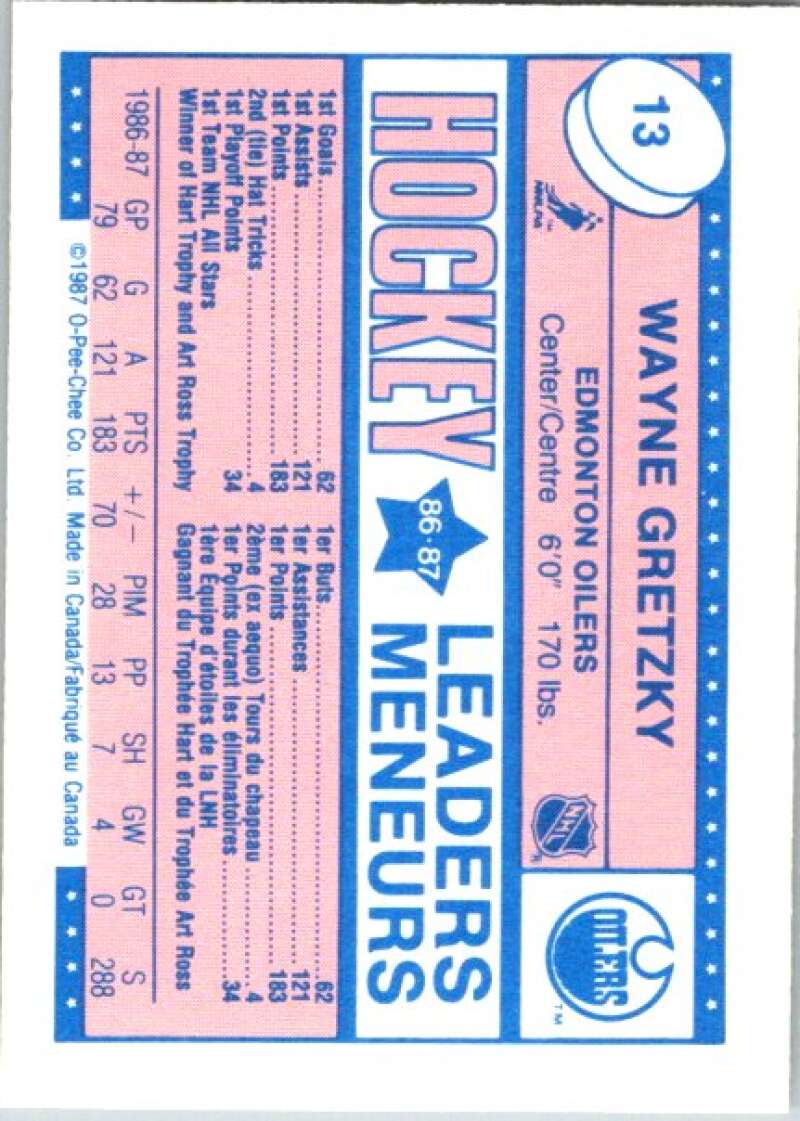 13
NHLPA
TM
WAYNE GRETZKY
EDMONTON OILERS
Center/Centre 6'0" 170 lbs.
NHL
®
OILERS
TM
HOCKEY
86·87
LEADERS
MENEURS
1st Goals..........62
1st Assists..........121
1st Points..........183
2nd (tie) Hat Tricks..........4
1st Playoff Points 34
1st Team NHL All Stars
Winner of Hart Trophy and Art Ross Trophy
1er Buts..........62
1er Assistances..........121
1er Points..........183
2ème (ex aequo) Tours du chapeau..........4
1er Points durant les éliminatoires..........34
1ère Équipe d'étoiles de la LNH
Gagnant du Trophée Hart et du Trophée Art Ross
1986-87 GP G A PTS +/− PIM PP SH GW GT S
79 62 121 183 70 28 13 7 4 0 288
©1987 O-Pee-Chee Co. Ltd. Made in Canada/Fabriqué au Canada